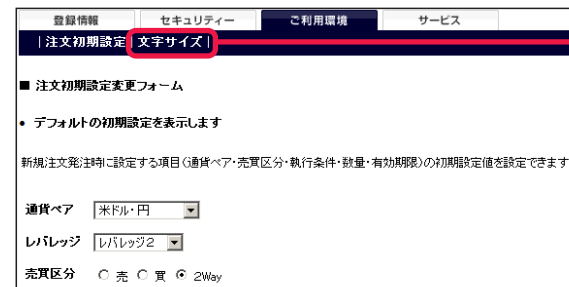 登録情報 セキュリティー ご利用環境 サービス
|注文初期設定|文字サイズ|
■ 注文初期設定変更フォーム
• デフォルトの初期設定を表示します
新規注文発注時に設定する項目(通貨ペア・売買区分・執行条件・数量・有効期限)の初期設定値を設定できます
通貨ペア 米ドル・円
レバレッジ レバレッジ2
売買区分 売 買 2Way